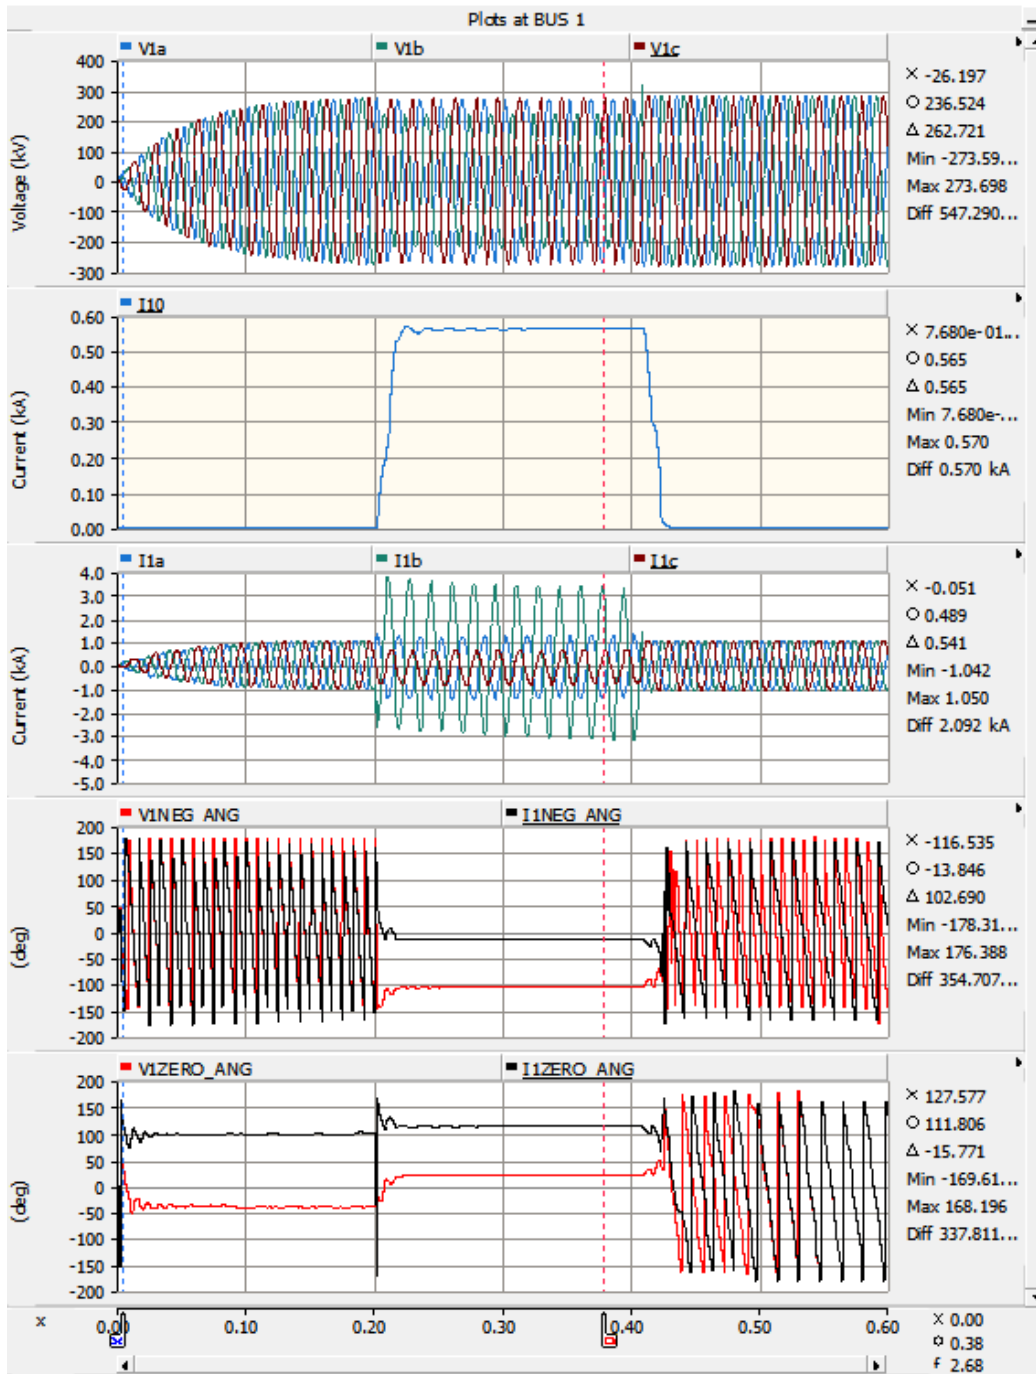 Plots at BUS 1
V1a V1b V1c
Voltage (kV)
400
300
200
100
0
-100
-200
-300
× -26.197
○ 236.524
Δ 262.721
Min -273.59...
Max 273.698
Diff 547.290...
I10
Current (kA)
0.60
0.50
0.40
0.30
0.20
0.10
0.00
× 7.680e-01...
○ 0.565
Δ 0.565
Min 7.680e-...
Max 0.570
Diff 0.570 kA
I1a I1b I1c
Current (kA)
4.0
3.0
2.0
1.0
0.0
-1.0
-2.0
-3.0
-4.0
-5.0
× -0.051
○ 0.489
Δ 0.541
Min -1.042
Max 1.050
Diff 2.092 kA
V1NEG_ANG I1NEG_ANG
(deg)
200
150
100
50
0
-50
-100
-150
-200
× -116.535
○ -13.846
Δ 102.690
Min -178.31...
Max 176.388
Diff 354.707...
V1ZERO_ANG I1ZERO_ANG
(deg)
200
150
100
50
0
-50
-100
-150
-200
× 127.577
○ 111.806
Δ -15.771
Min -169.61...
Max 168.196
Diff 337.811...
x 0.00 0.10 0.20 0.30 0.40 0.50 0.60
× 0.00
0.38
f 2.68